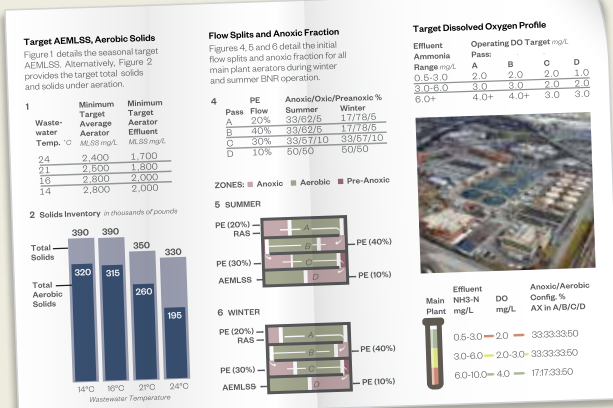 Target AEMLSS, Aerobic Solids
Figure 1 details the seasonal target
AEMLSS. Alternatively, Figure 2
provides the target total solids
and solids under aeration.
1
Waste-
water
Temp. °C
Minimum
Target
Average
Aerator
MLSS mg/L
Minimum
Target
Aerator
Effluent
MLSS mg/L
24 2,400 1,700
21 2,500 1,800
16 2,800 2,000
14 2,800 2,000
2 Solids Inventory in thousands of pounds
390 390 350 330
Total
Solids
320 315 260 195
Total
Aerobic
Solids
14°C 16°C 21°C 24°C
Wastewater Temperature
Flow Splits and Anoxic Fraction
Figures 4, 5 and 6 detail the initial
flow splits and anoxic fraction for all
main plant aerators during winter
and summer BNR operation.
4
PE Anoxic/Oxic/Preanoxic %
Pass Flow Summer Winter
A 20% 33/62/5 17/78/5
B 40% 33/62/5 17/78/5
C 30% 33/57/10 33/57/10
D 10% 50/50 50/50
ZONES: Anoxic Aerobic Pre-Anoxic
5 SUMMER
PE (20%)
RAS
A
B
PE (40%)
PE (30%)
C
AEMLSS
D
PE (10%)
6 WINTER
PE (20%)
RAS
A
B
PE (40%)
PE (30%)
C
AEMLSS
D
PE (10%)
Target Dissolved Oxygen Profile
Effluent
Ammonia
Range mg/L
Operating DO Target mg/L
Pass:
A B C D
0.5-3.0 2.0 2.0 2.0 1.0
3.0-6.0 3.0 3.0 2.0 2.0
6.0+ 4.0+ 4.0+ 3.0 3.0
Main
Plant
Effluent
NH3-N
mg/L
DO
mg/L
Anoxic/Aerobic
Config. %
AX in A/B/C/D
0.5-3.0 2.0 33:33:33:50
3.0-6.0 2.0-3.0 33:33:33:50
6.0-10.0 4.0 17:17:33:50